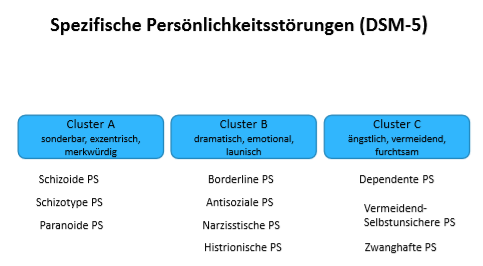 Spezifische Persönlichkeitsstörungen (DSM-5)
Cluster A
sonderbar, exzentrisch,
merkwürdig
Cluster B
dramatisch, emotional,
launisch
Cluster C
ängstlich, vermeidend,
furchtsam
Schizoide PS
Schizotype PS
Paranoide PS
Borderline PS
Antisoziale PS
Narzisstische PS
Histrionische PS
Dependente PS
Vermeidend-
Selbstunsichere PS
Zwanghafte PS